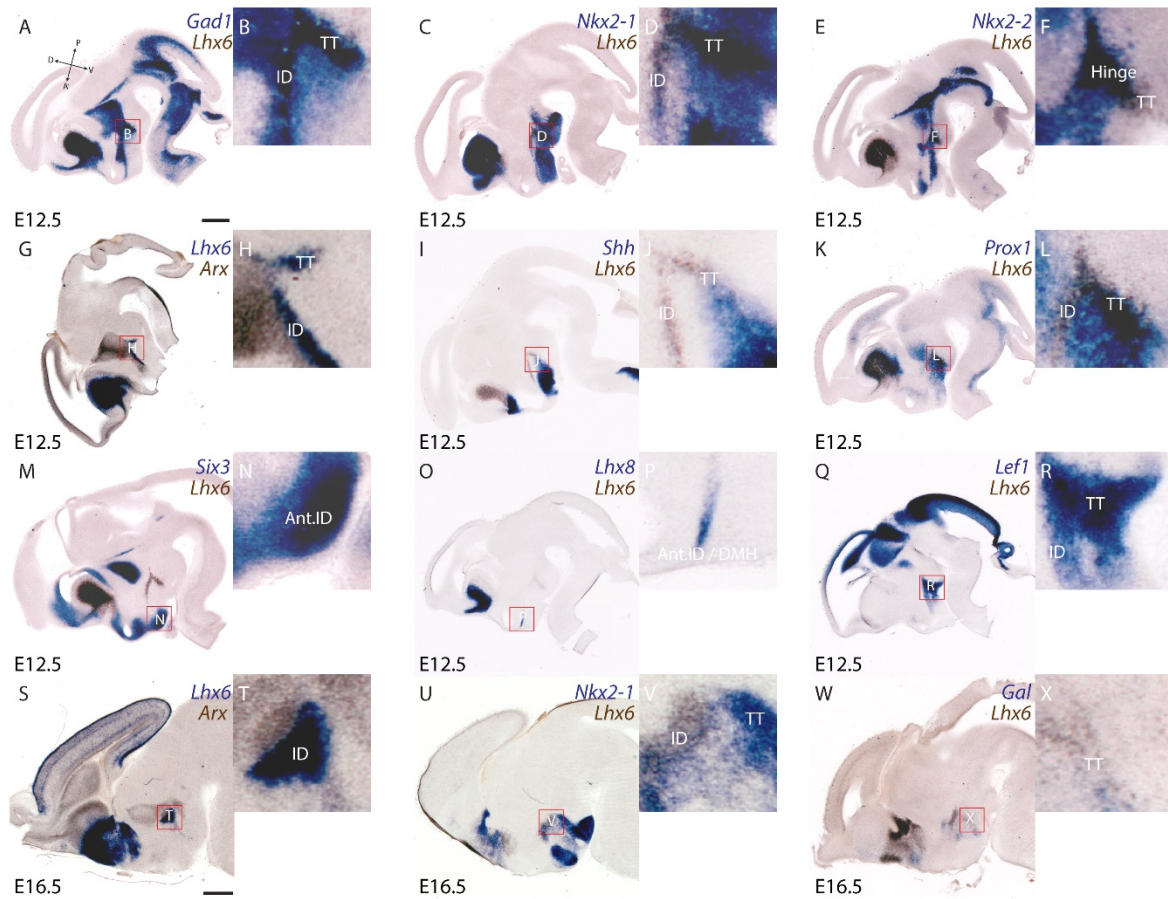 A
Gad1
Lhx6
P
D
V
A
B
E12.5
B
TT
ID
C
Nkx2-1
Lhx6
D
E12.5
D
TT
ID
E
Nkx2-2
Lhx6
F
E12.5
F
Hinge
TT
G
Lhx6
Arx
H
E12.5
H
TT
ID
I
Shh
Lhx6
J
E12.5
J
TT
ID
K
Prox1
Lhx6
L
E12.5
L
ID
TT
M
Six3
Lhx6
N
E12.5
N
Ant.ID
O
Lhx8
Lhx6
P
E12.5
P
Ant.ID / DMH
Q
Lef1
Lhx6
R
E12.5
R
TT
ID
S
Lhx6
Arx
T
E16.5
T
ID
U
Nkx2-1
Lhx6
V
E16.5
V
TT
ID
W
Gal
Lhx6
X
E16.5
X
TT